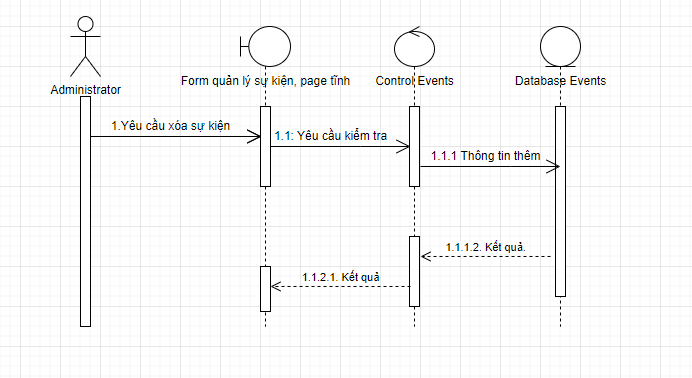 Form quản lý sự kiện, page tĩnh
Control Events
Database Events
Administrator
1.Yêu cầu xóa sự kiện
1.1: Yêu cầu kiểm tra
1.1.1 Thông tin thêm
1.1.1.2. Kết quả.
1.1.2.1. Kết quả